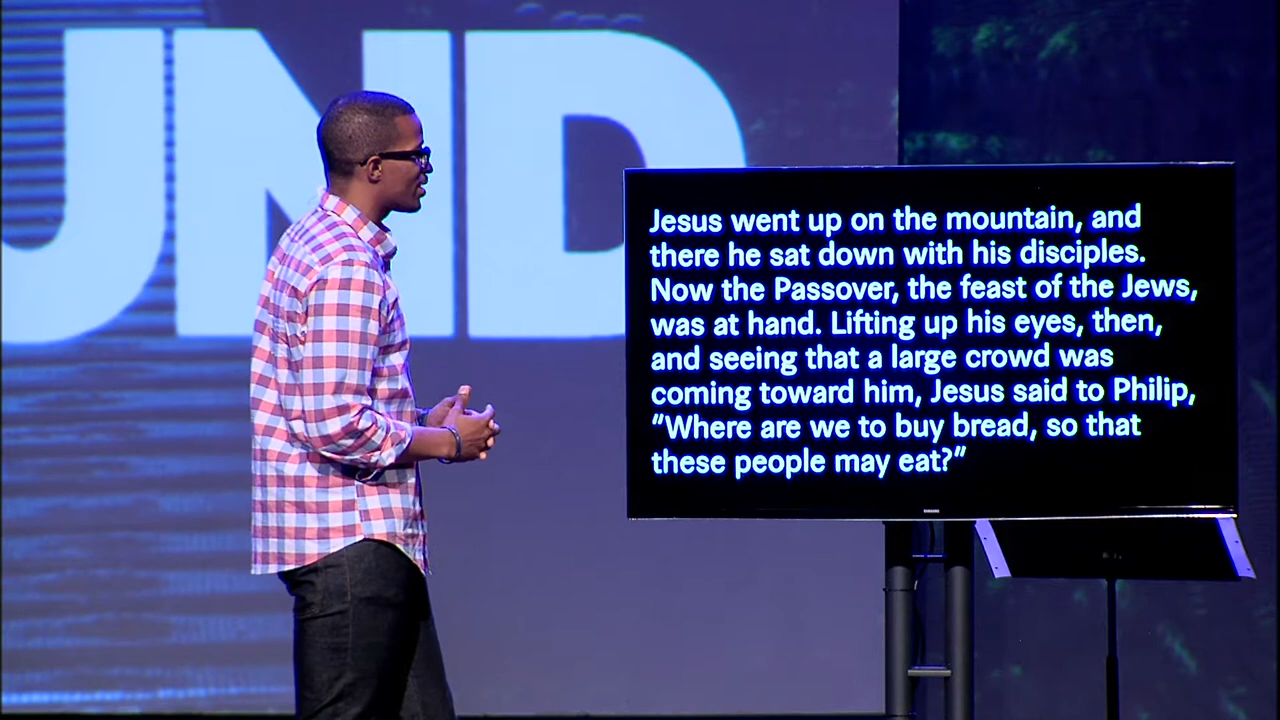 UND
Jesus went up on the mountain, and
there he sat down with his disciples.
Now the Passover, the feast of the Jews,
was at hand. Lifting up his eyes, then,
and seeing that a large crowd was
coming toward him, Jesus said to Philip,
“Where are we to buy bread, so that
these people may eat?”
SAMSUNG